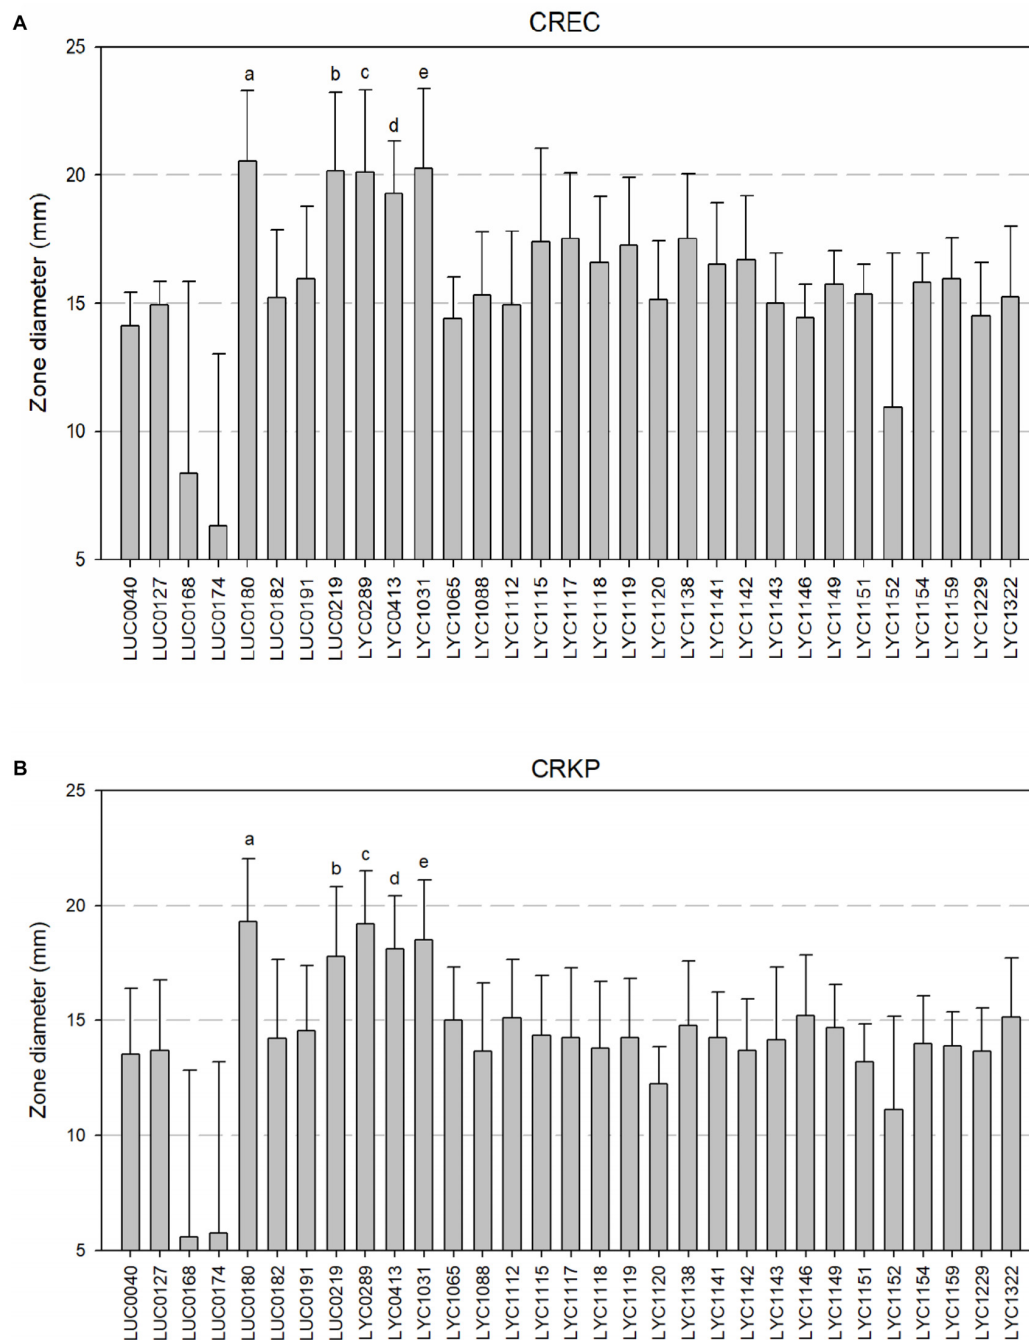 A
CREC
25
20
15
10
5
Zone diameter (mm)
a
b
c
d
e
LUC0040
LUC0127
LUC0168
LUC0174
LUC0180
LUC0182
LUC0191
LUC0219
LYC0289
LYC0413
LYC1031
LYC1065
LYC1088
LYC1112
LYC1115
LYC1117
LYC1118
LYC1119
LYC1120
LYC1138
LYC1141
LYC1142
LYC1143
LYC1146
LYC1149
LYC1151
LYC1152
LYC1154
LYC1159
LYC1229
LYC1322
B
CRKP
25
20
15
10
5
Zone diameter (mm)
a
b
c
d
e
LUC0040
LUC0127
LUC0168
LUC0174
LUC0180
LUC0182
LUC0191
LUC0219
LYC0289
LYC0413
LYC1031
LYC1065
LYC1088
LYC1112
LYC1115
LYC1117
LYC1118
LYC1119
LYC1120
LYC1138
LYC1141
LYC1142
LYC1143
LYC1146
LYC1149
LYC1151
LYC1152
LYC1154
LYC1159
LYC1229
LYC1322